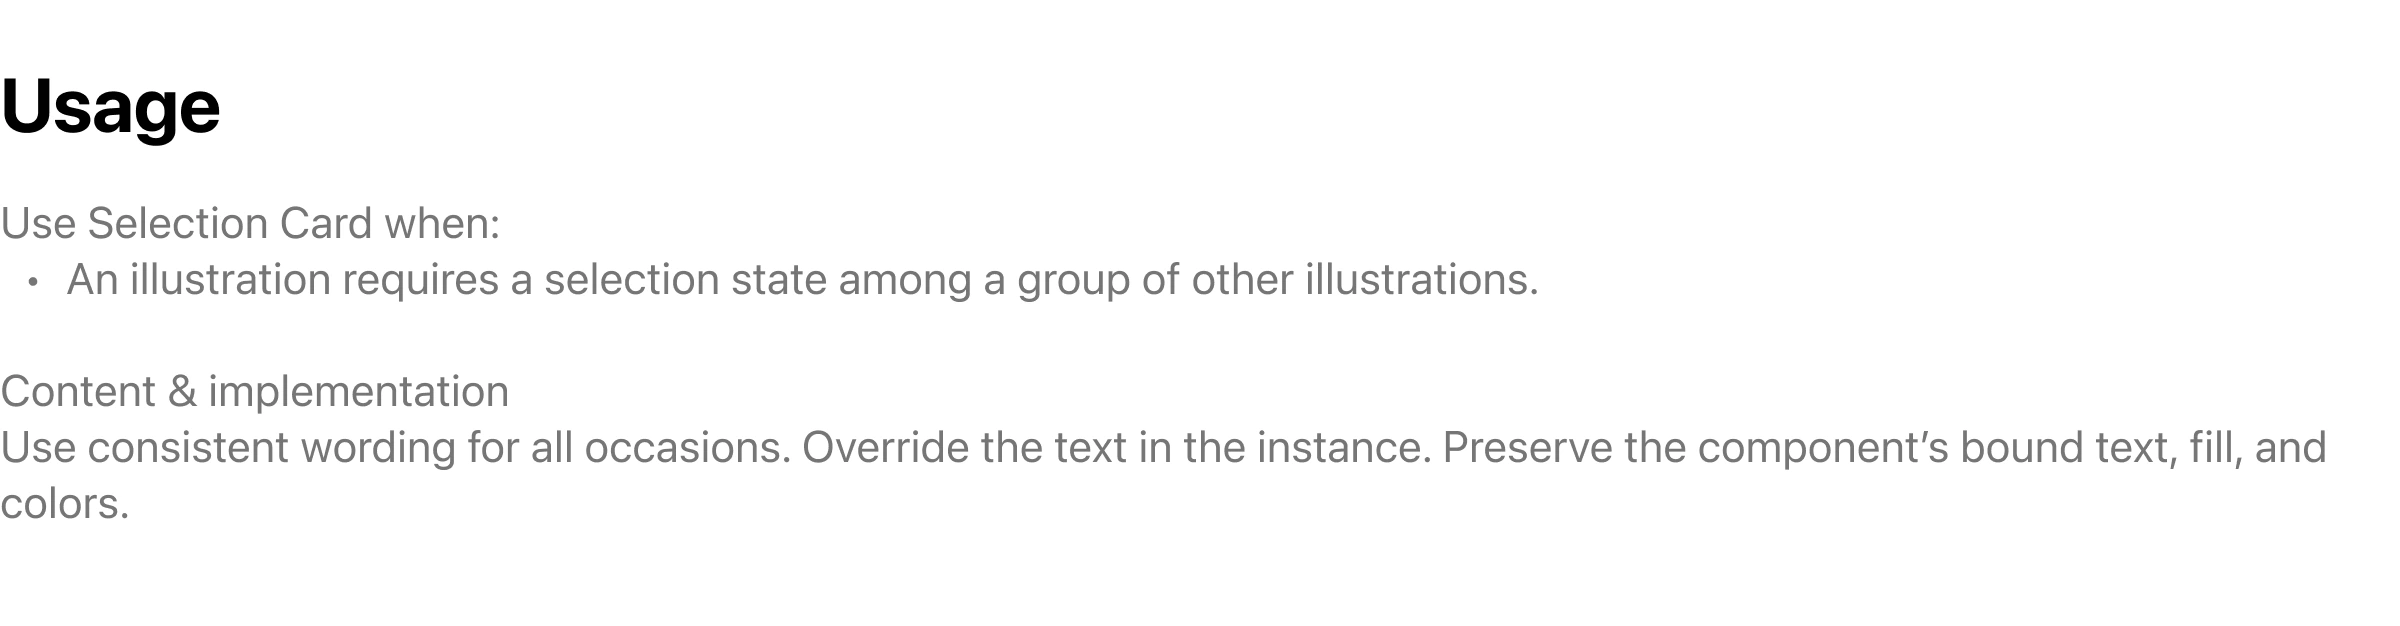 Usage
Use Selection Card when:
• An illustration requires a selection state among a group of other illustrations.
Content & implementation
Use consistent wording for all occasions. Override the text in the instance. Preserve the component’s bound text, fill, and
colors.